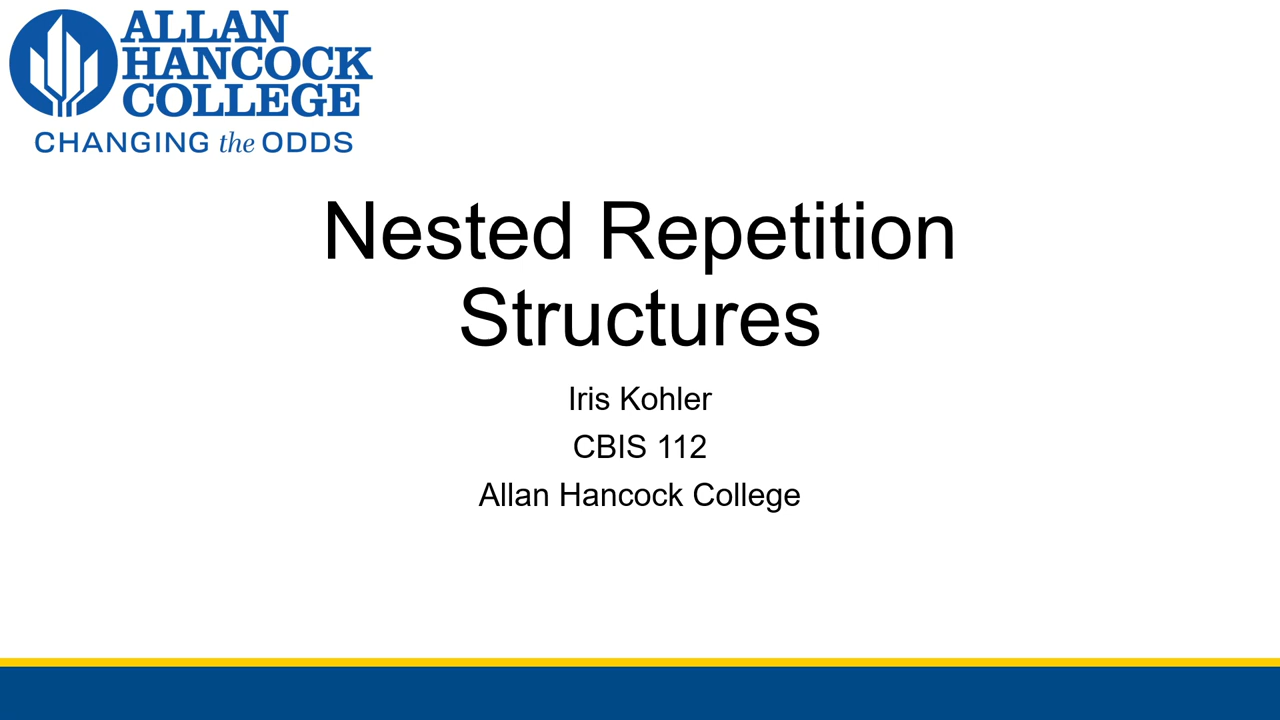 ALLAN
HANCOCK
COLLEGE
CHANGING the ODDS
Nested Repetition
Structures
Iris Kohler
CBIS 112
Allan Hancock College